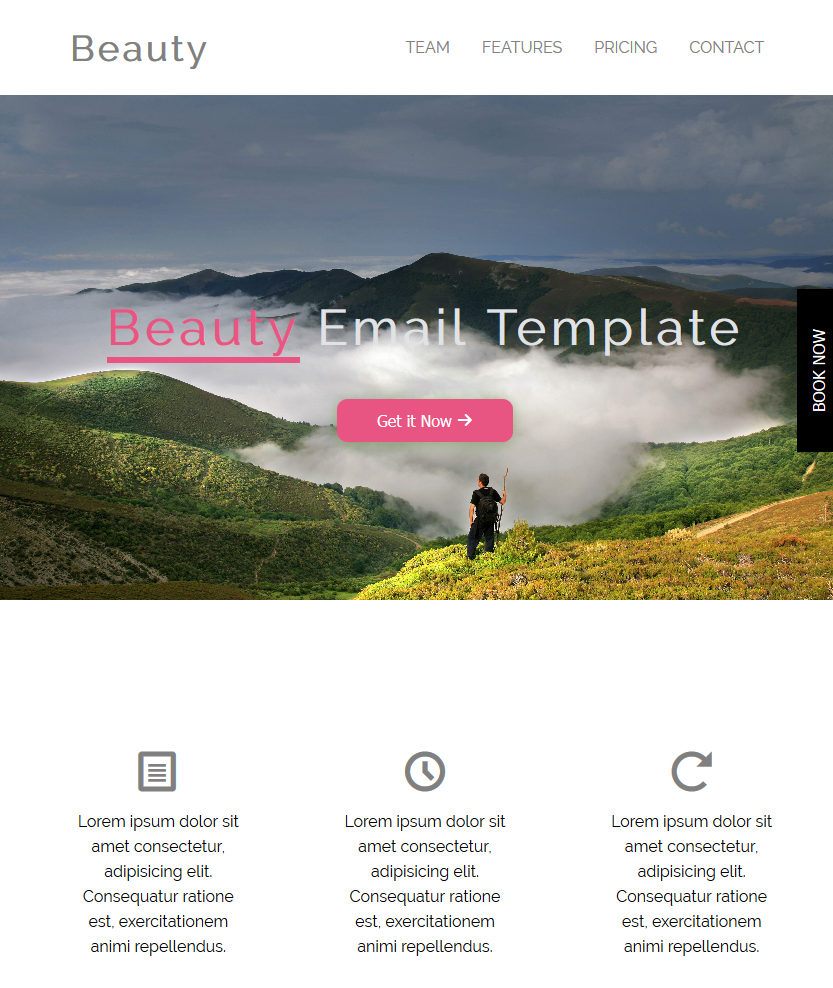 Beauty
TEAM FEATURES PRICING CONTACT
Beauty Email Template
BOOK NOW
Get it Now
Lorem ipsum dolor sit
amet consectetur,
adipisicing elit.
Consequatur ratione
est, exercitationem
animi repellendus.
Lorem ipsum dolor sit
amet consectetur,
adipisicing elit.
Consequatur ratione
est, exercitationem
animi repellendus.
Lorem ipsum dolor sit
amet consectetur,
adipisicing elit.
Consequatur ratione
est, exercitationem
animi repellendus.